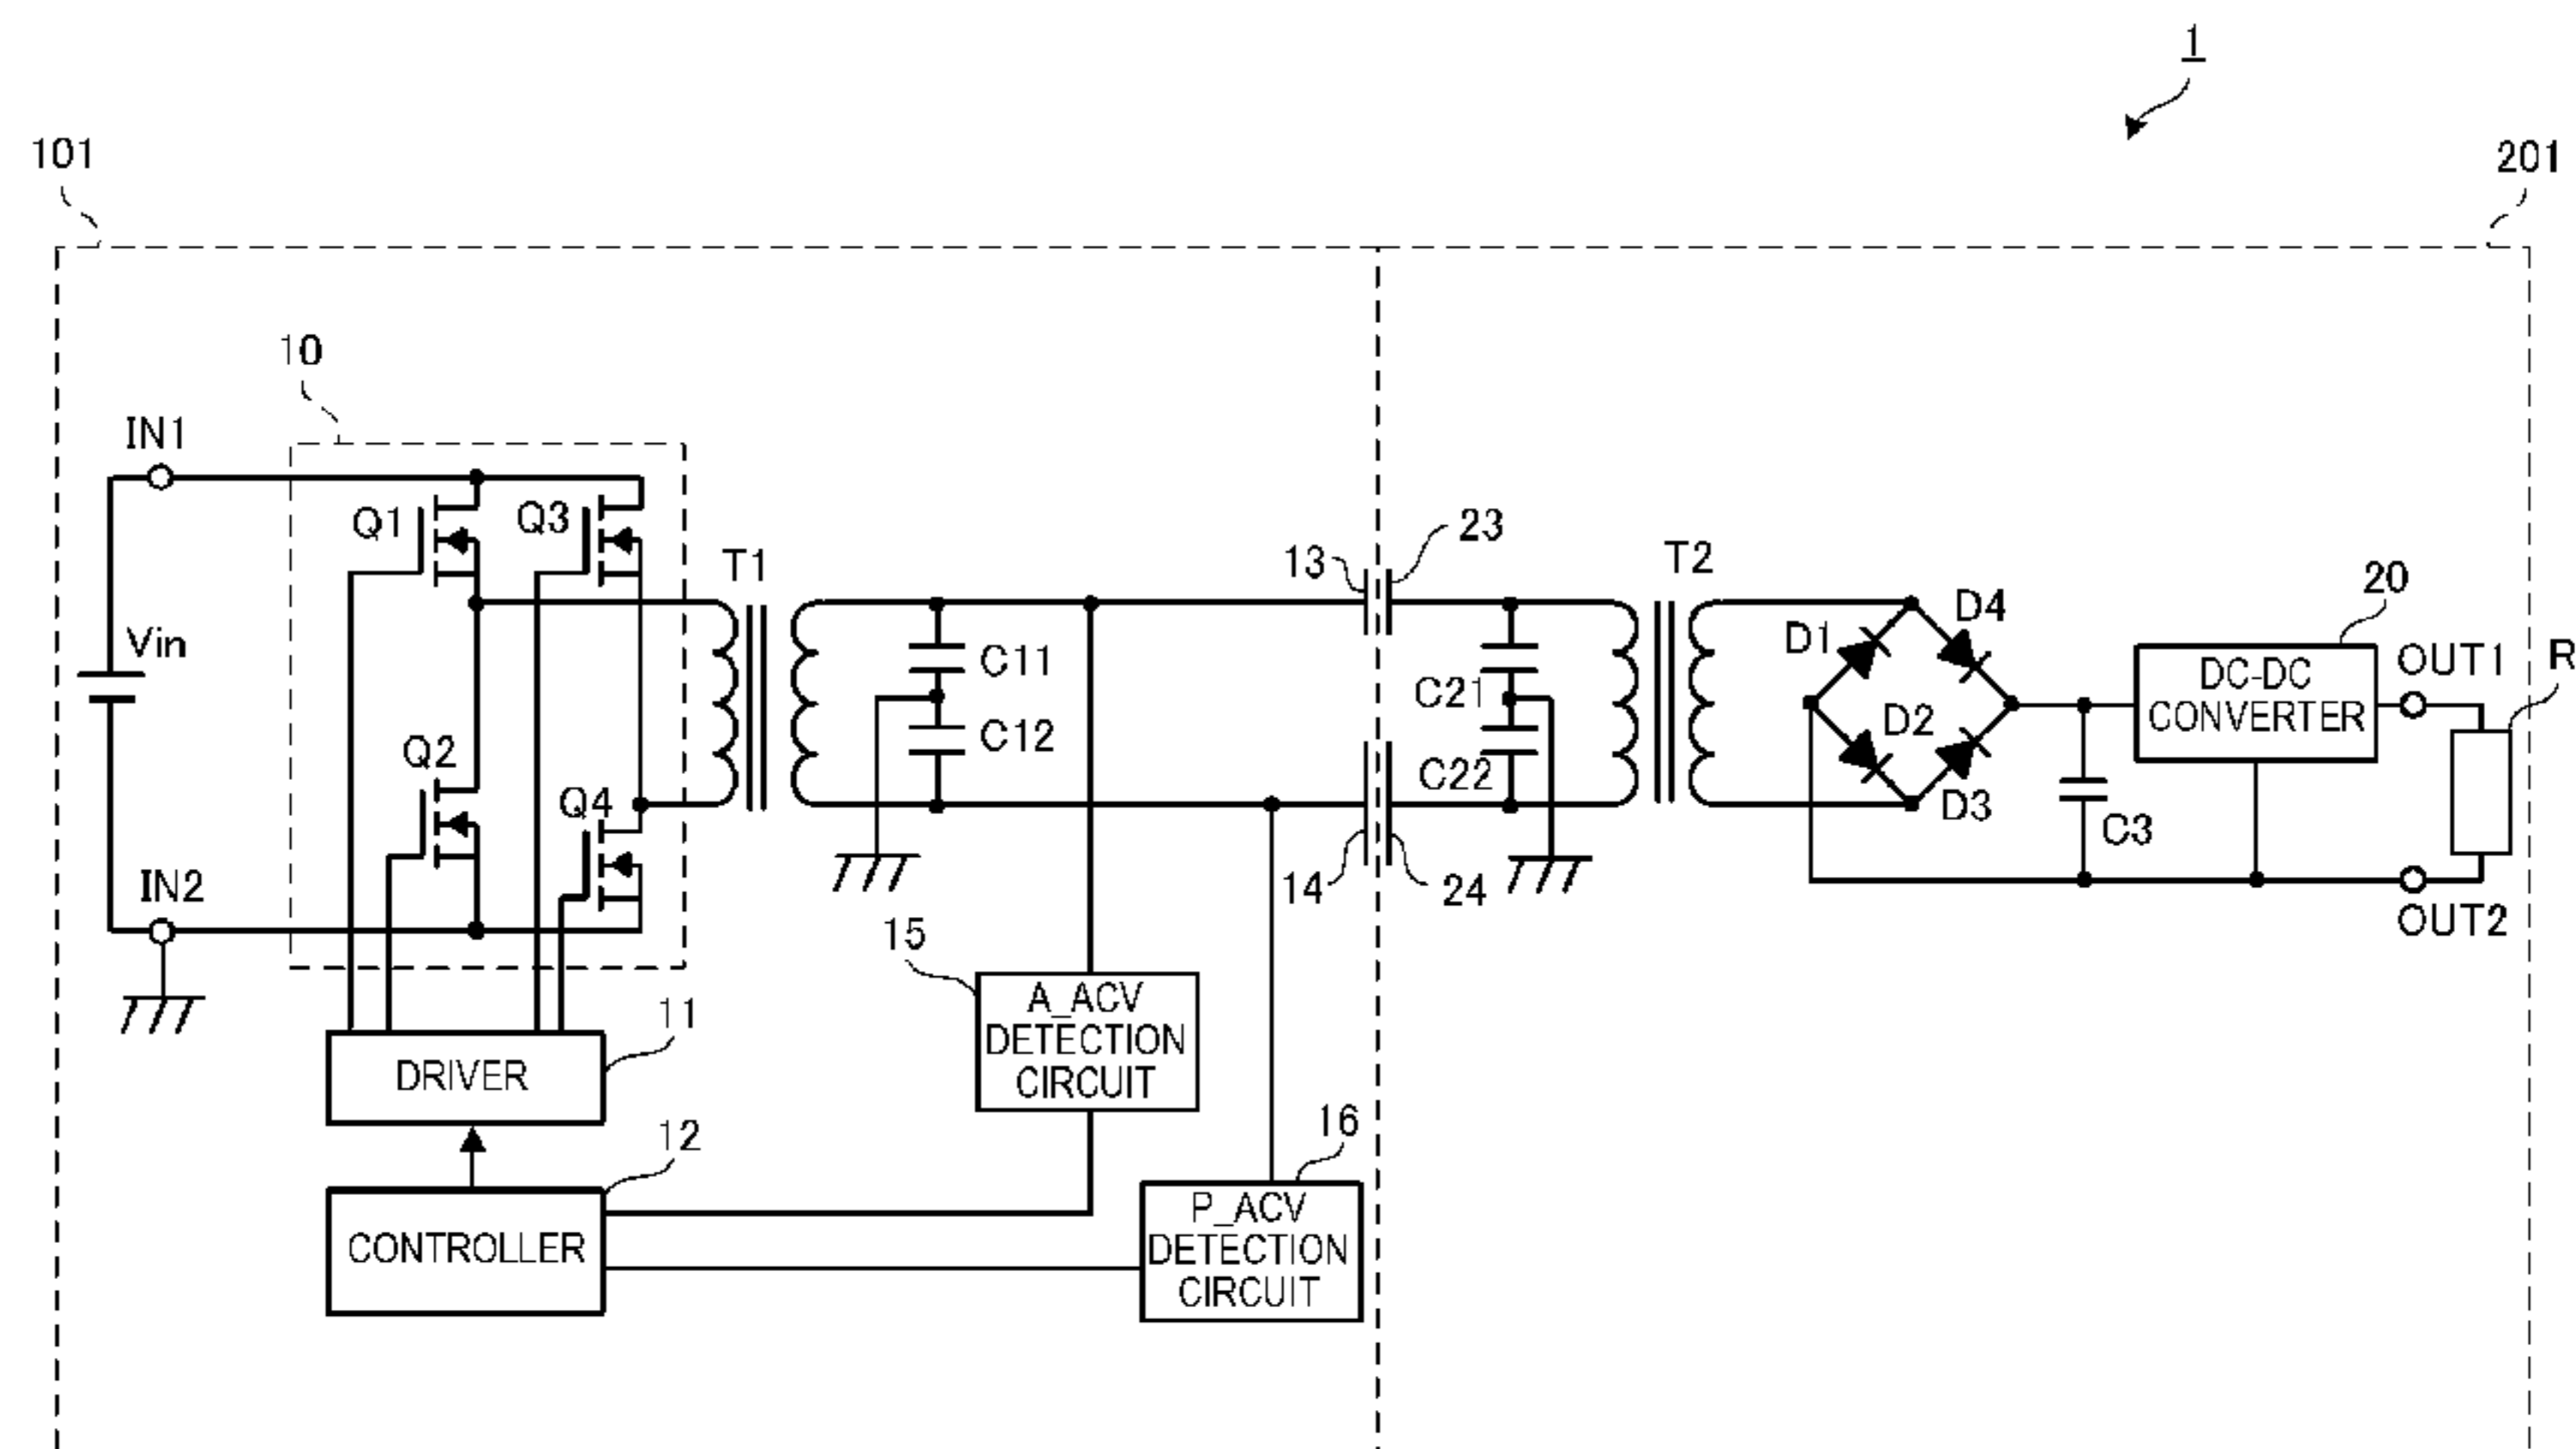 1
101
201
10
IN1
Q1
Q3
23
13
T1
T2
20
D1
D4
Vin
C11
C21
OUT1
R
DC-DC
CONVERTER
D2
C12
C22
Q2
Q4
D3
C3
IN2
14
24
OUT2
15
A_ACV
DETECTION
CIRCUIT
11
DRIVER
16
12
P_ACV
DETECTION
CIRCUIT
CONTROLLER